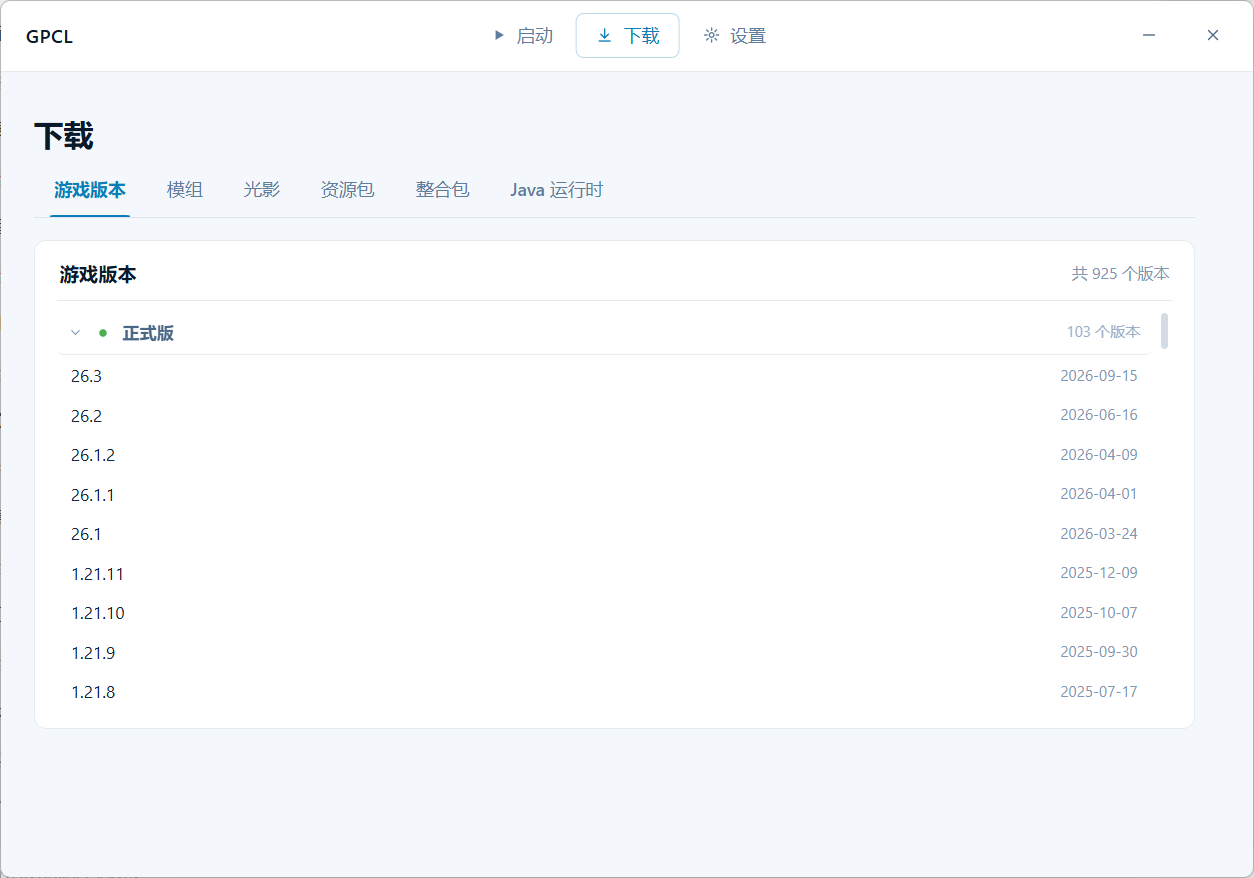 GPCL 启动 下载 设置
下载
游戏版本 模组 光影 资源包 整合包 Java 运行时
游戏版本 共 925 个版本
正式版 103 个版本
26.3 2026-09-15
26.2 2026-06-16
26.1.2 2026-04-09
26.1.1 2026-04-01
26.1 2026-03-24
1.21.11 2025-12-09
1.21.10 2025-10-07
1.21.9 2025-09-30
1.21.8 2025-07-17